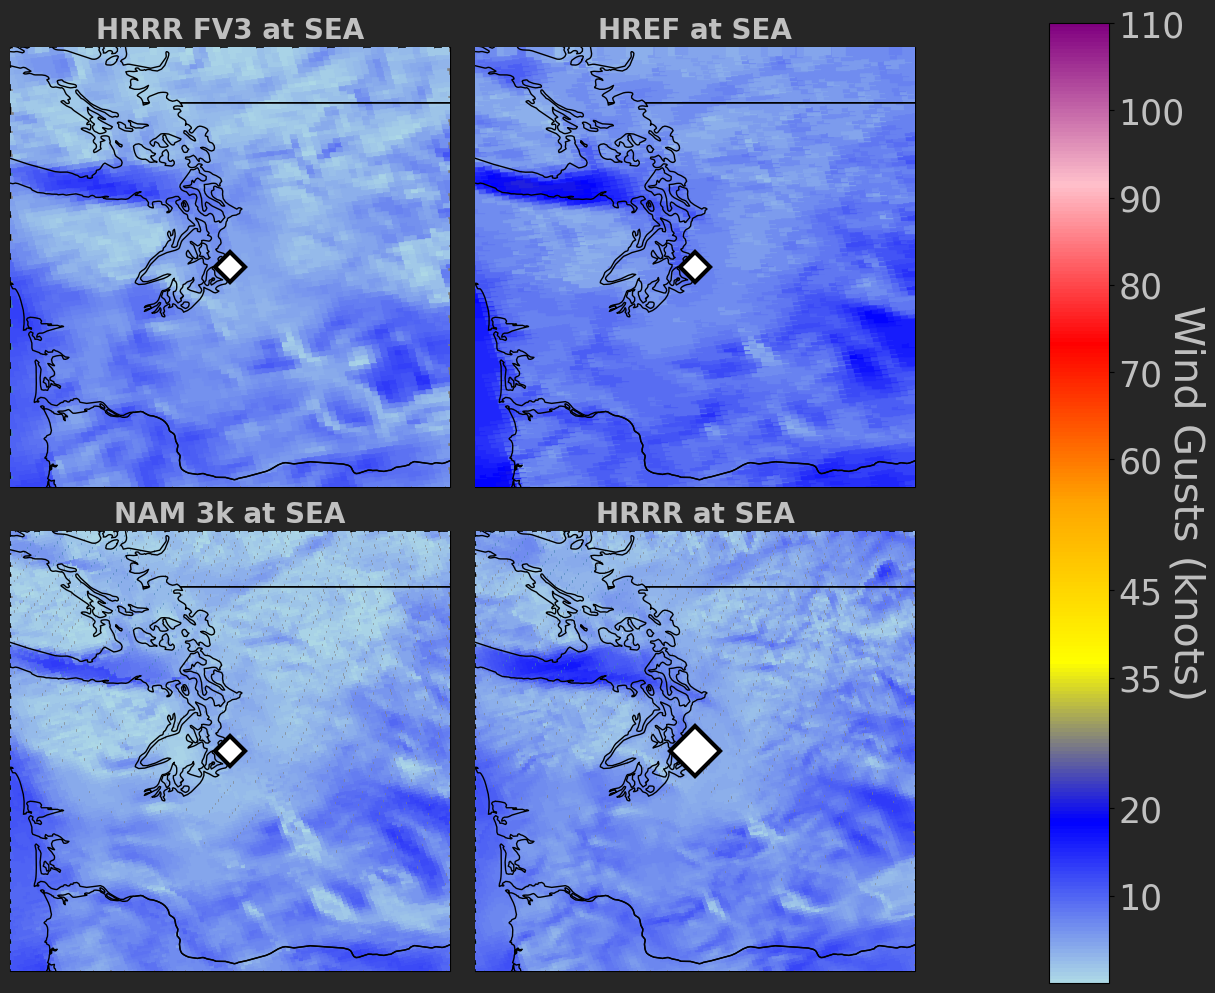 HRRR FV3 at SEA
HREF at SEA
NAM 3k at SEA
HRRR at SEA
110
100
90
80
70
60
45
35
20
10
Wind Gusts (knots)